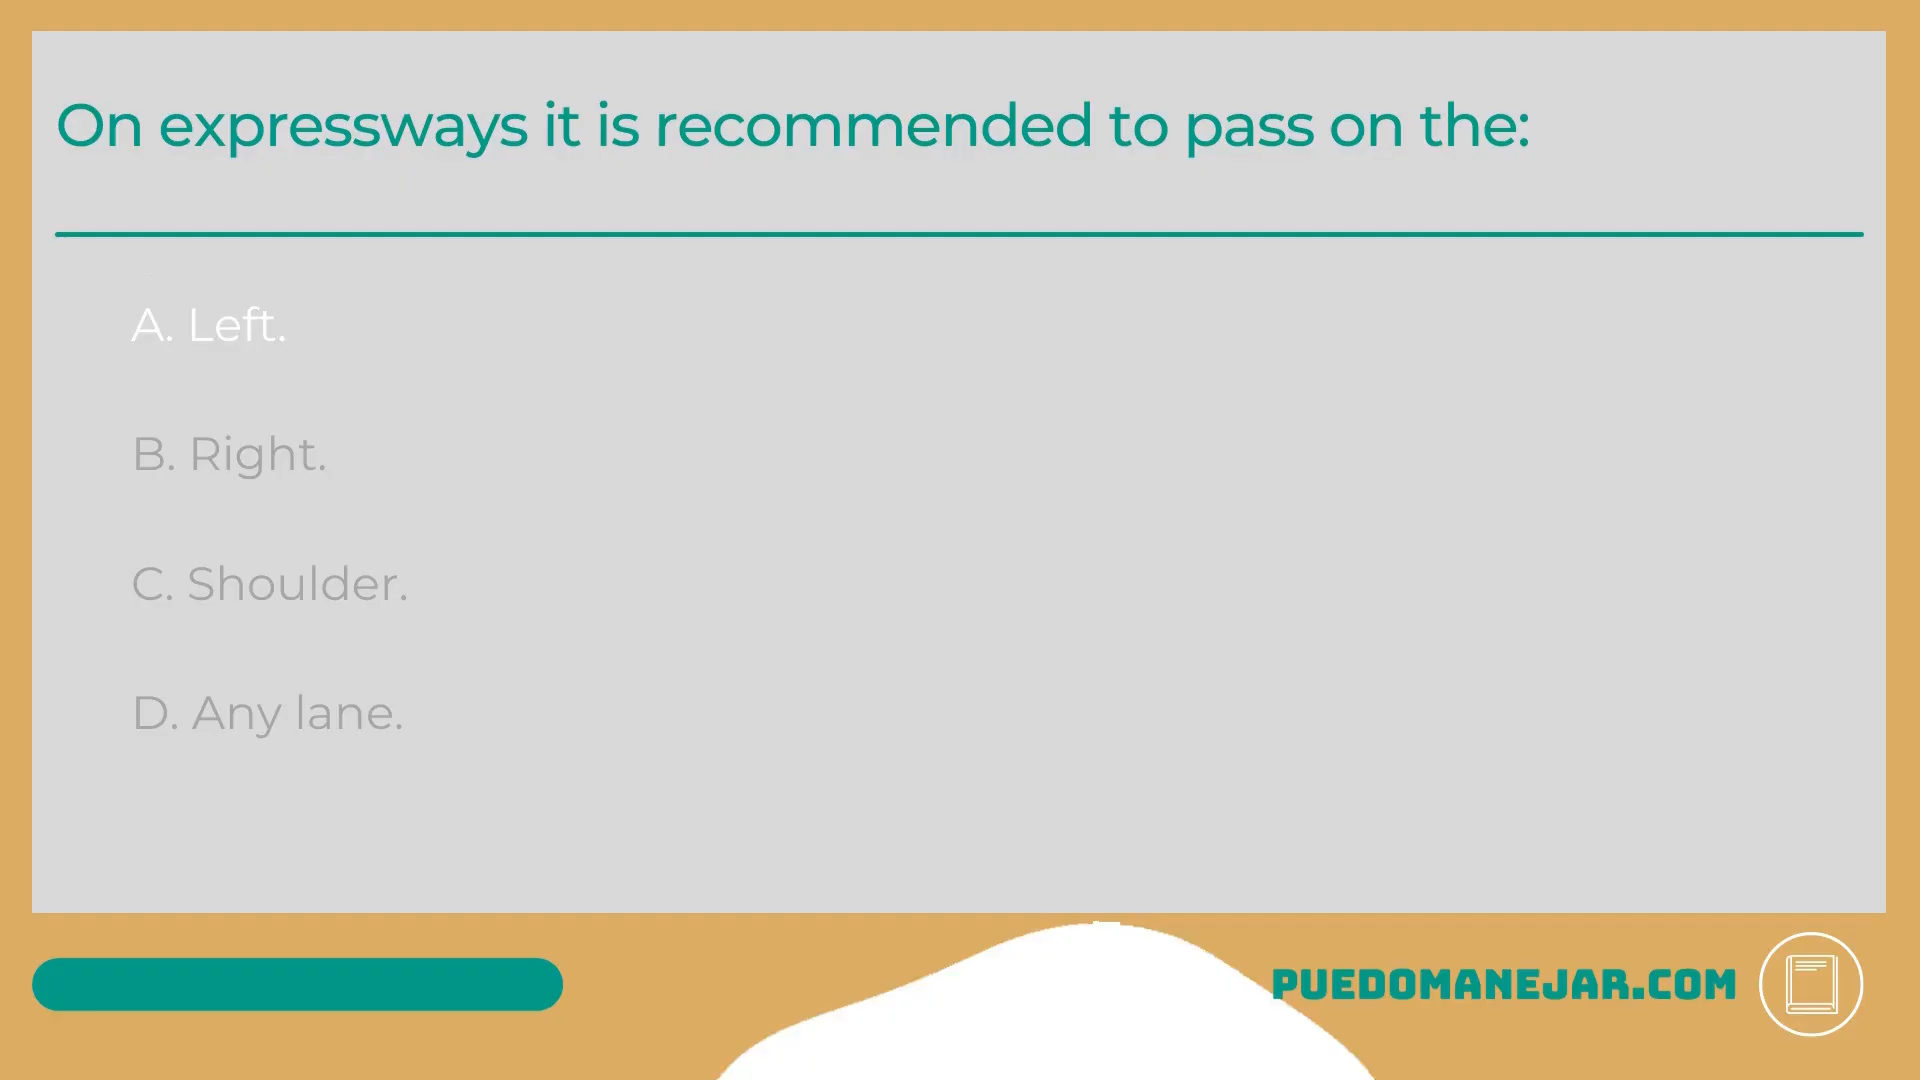 On expressways it is recommended to pass on the:
A. Left.
B. Right.
C. Shoulder.
D. Any lane.
PUEDOMANEJAR.COM